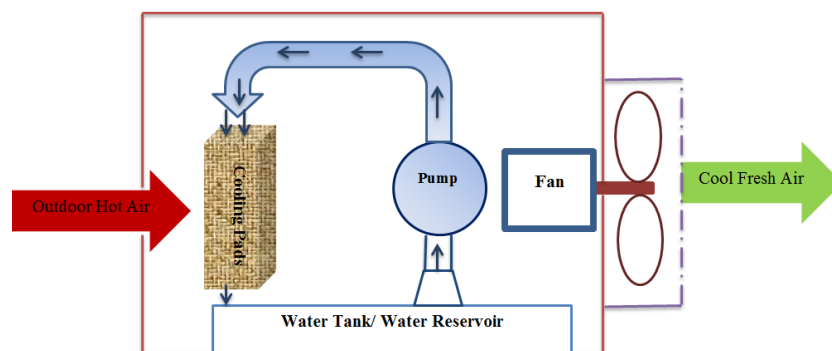 Outdoor Hot Air
Cooling Pads
Pump
Fan
Cool Fresh Air
Water Tank/ Water Reservoir